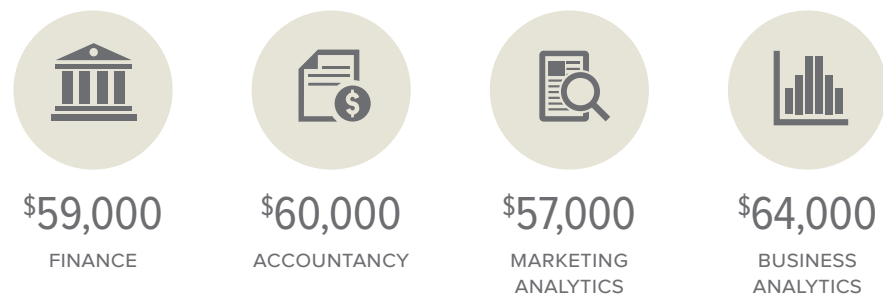 $59,000
FINANCE
$60,000
ACCOUNTANCY
$57,000
MARKETING
ANALYTICS
$64,000
BUSINESS
ANALYTICS